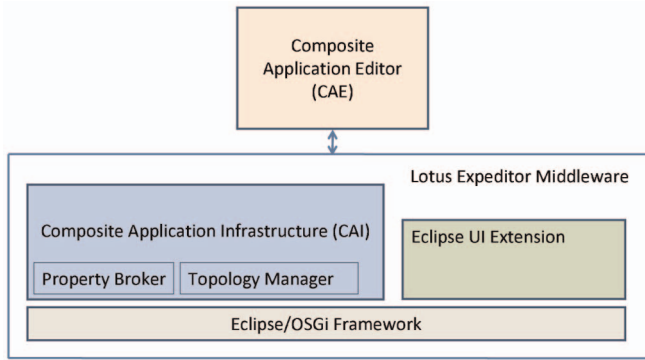 Composite
Application Editor
(CAE)
Lotus Expeditor Middleware
Composite Application Infrastructure (CAI)
Eclipse UI Extension
Property Broker
Topology Manager
Eclipse/OSGi Framework